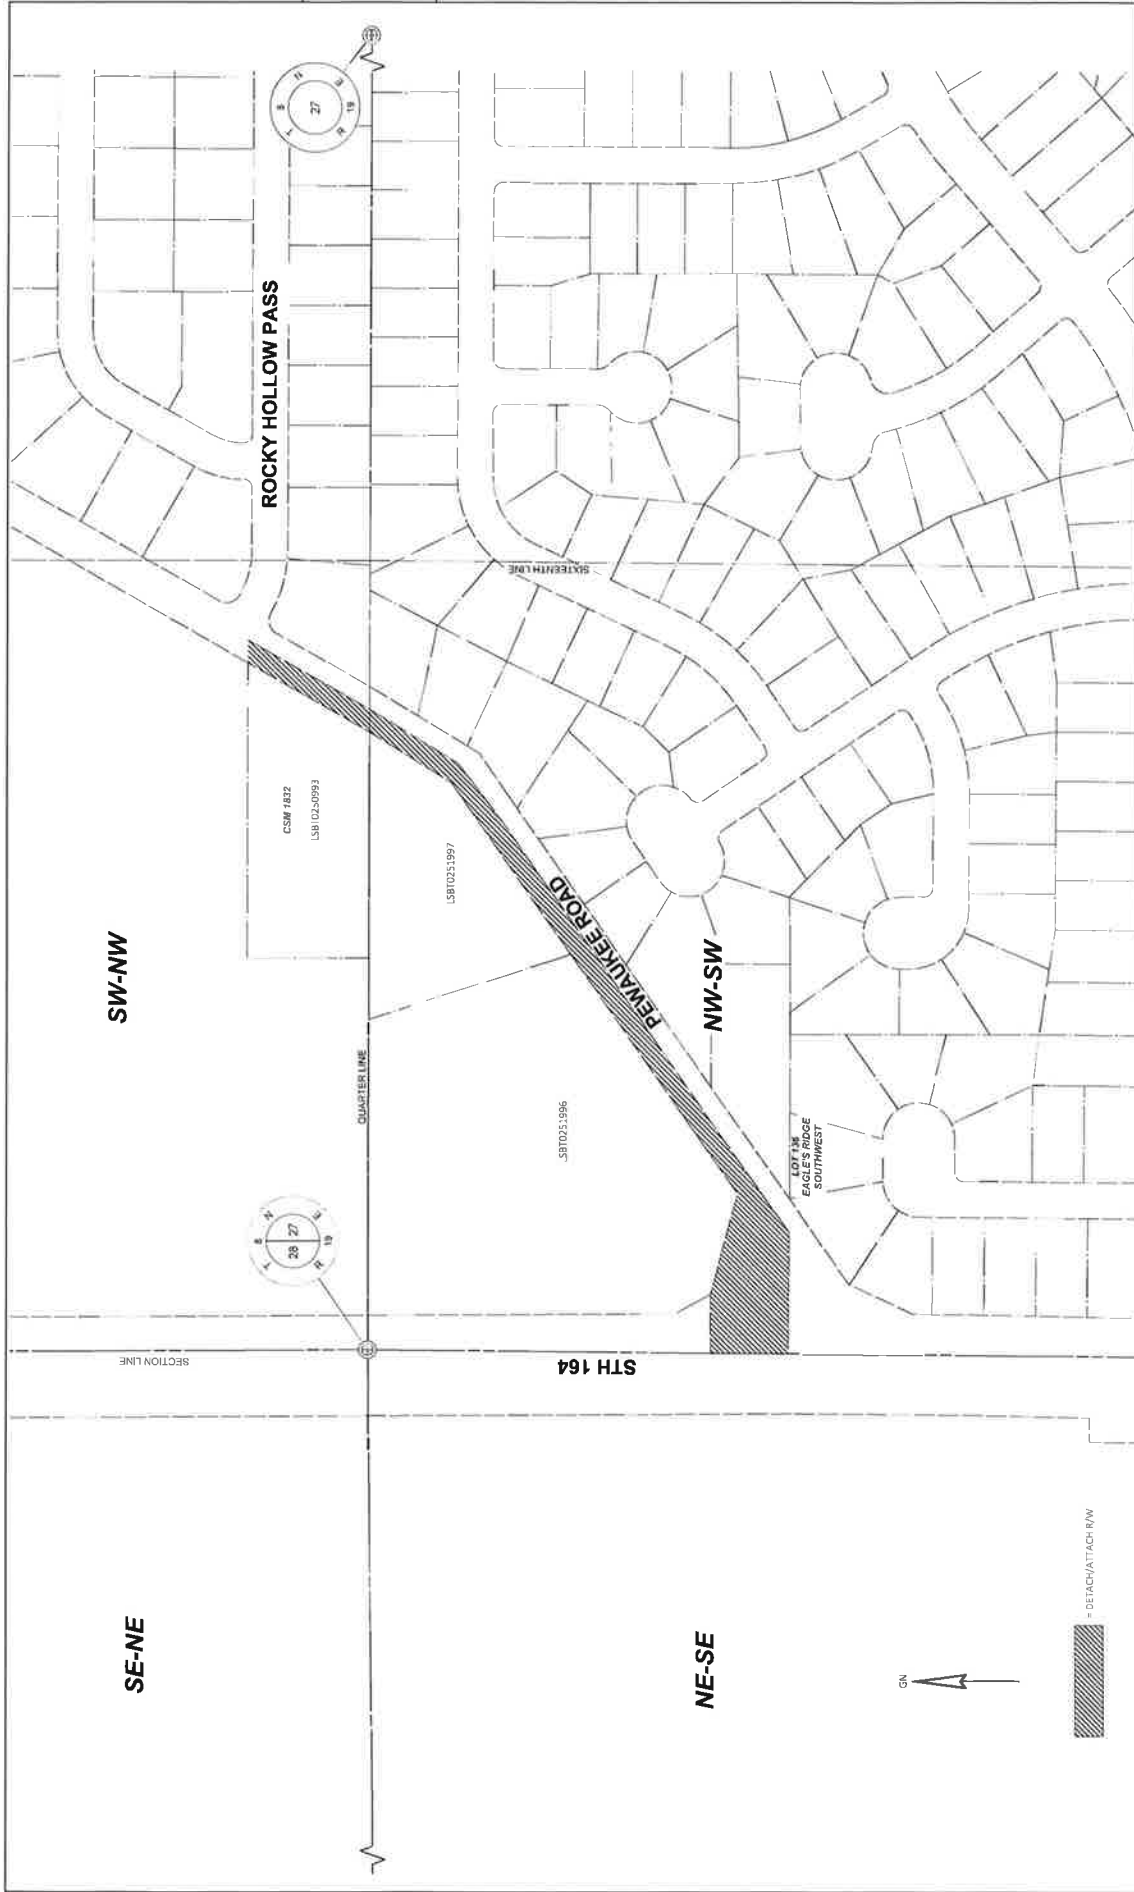 SW-NW
SE-NE
NW-SW
NE-SE
ROCKY HOLLOW PASS
PEWAUKEE ROAD
STH 164
SECTION LINE
QUARTER LINE
SIXTEENTH LINE
CSM 1832
LSBT0250993
LSBT0251997
LSBT0251996
LOT 136
EAGLE'S RIDGE
SOUTHWEST
T 8 N
28 27
R 19 E
T 8 N
27
R 19 E
GN
= DETACH/ATTACH R/W